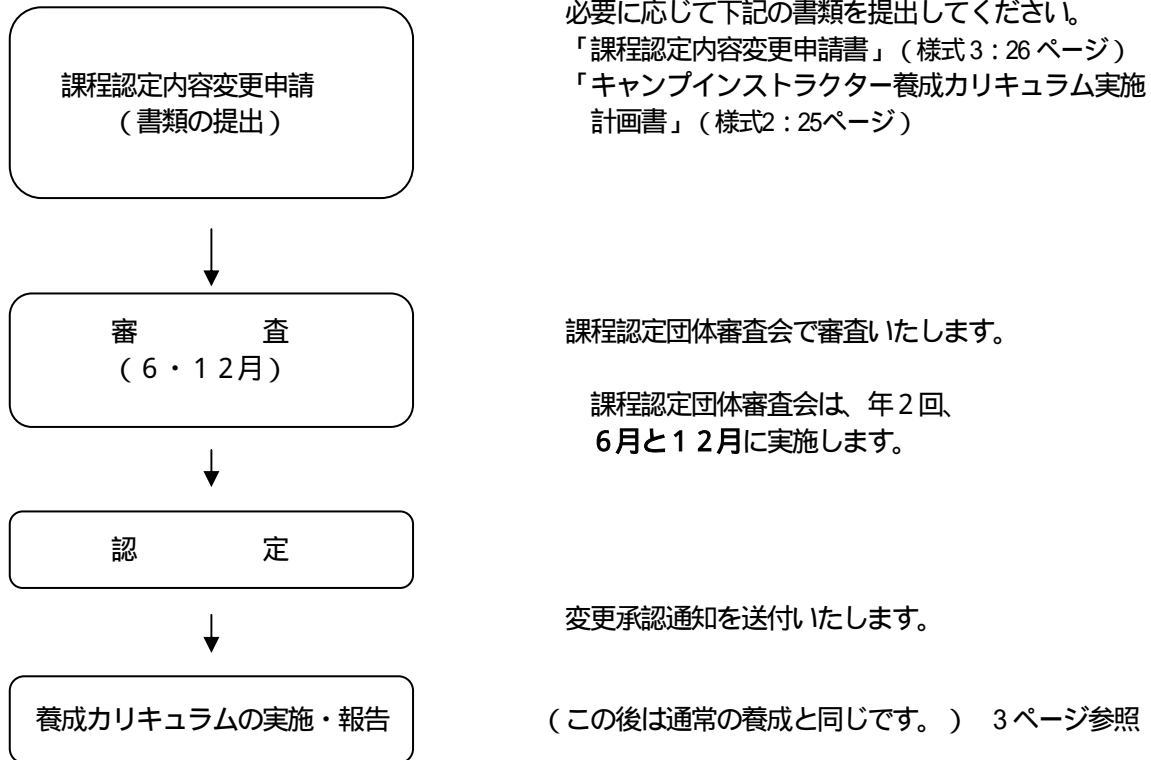 必要に応じて下記の書類を提出してください。
「課程認定内容変更申請書」(様式3:26ページ)
「キャンプインストラクター養成カリキュラム実施
計画書」(様式2:25ページ)
課程認定内容変更申請
(書類の提出)
審 査
(6・12月)
課程認定団体審査会で審査いたします。
課程認定団体審査会は、年2回、
6月と12月に実施します。
認 定
変更承認通知を送付いたします。
養成カリキュラムの実施・報告
(この後は通常の養成と同じです。) 3ページ参照